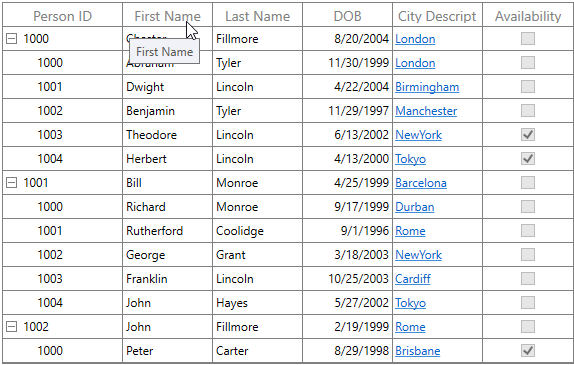 Person ID First Name Last Name DOB City Descript Availability
1000 Fillmore 8/20/2004 London
First Name
1000 Tyler 11/30/1999 London
1001 Dwight Lincoln 4/22/2004 Birmingham
1002 Benjamin Tyler 11/29/1997 Manchester
1003 Theodore Lincoln 6/13/2002 NewYork
1004 Herbert Lincoln 4/13/2000 Tokyo
1001 Bill Monroe 4/25/1999 Barcelona
1000 Richard Monroe 9/17/1999 Durban
1001 Rutherford Coolidge 9/1/1996 Rome
1002 George Grant 3/18/2003 NewYork
1003 Franklin Lincoln 10/25/2003 Cardiff
1004 John Hayes 5/27/2002 Tokyo
1002 John Fillmore 2/19/1999 Rome
1000 Peter Carter 8/29/1998 Brisbane